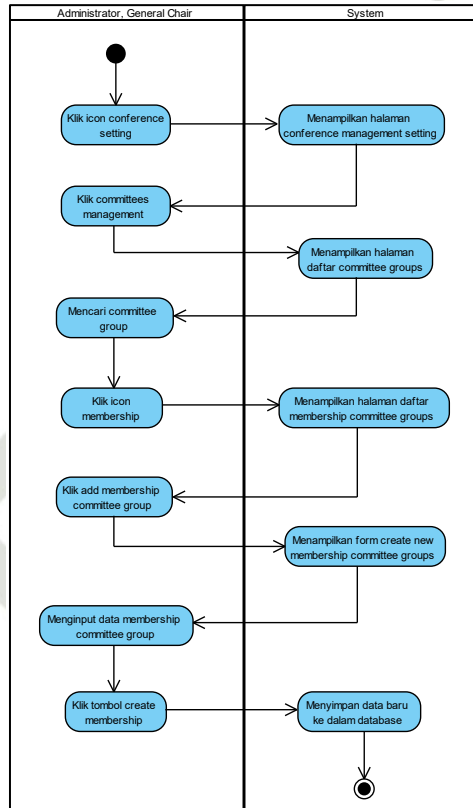 Administrator, General Chair
System
Klik icon conference
setting
Menampilkan halaman
conference management setting
Klik committees
management
Menampilkan halaman
daftar committee groups
Mencari committee
group
Klik icon
membership
Menampilkan halaman daftar
membership committee groups
Klik add membership
committee group
Menampilkan form create new
membership committee groups
Menginput data membership
committee group
Klik tombol create
membership
Menyimpan data baru
ke dalam database